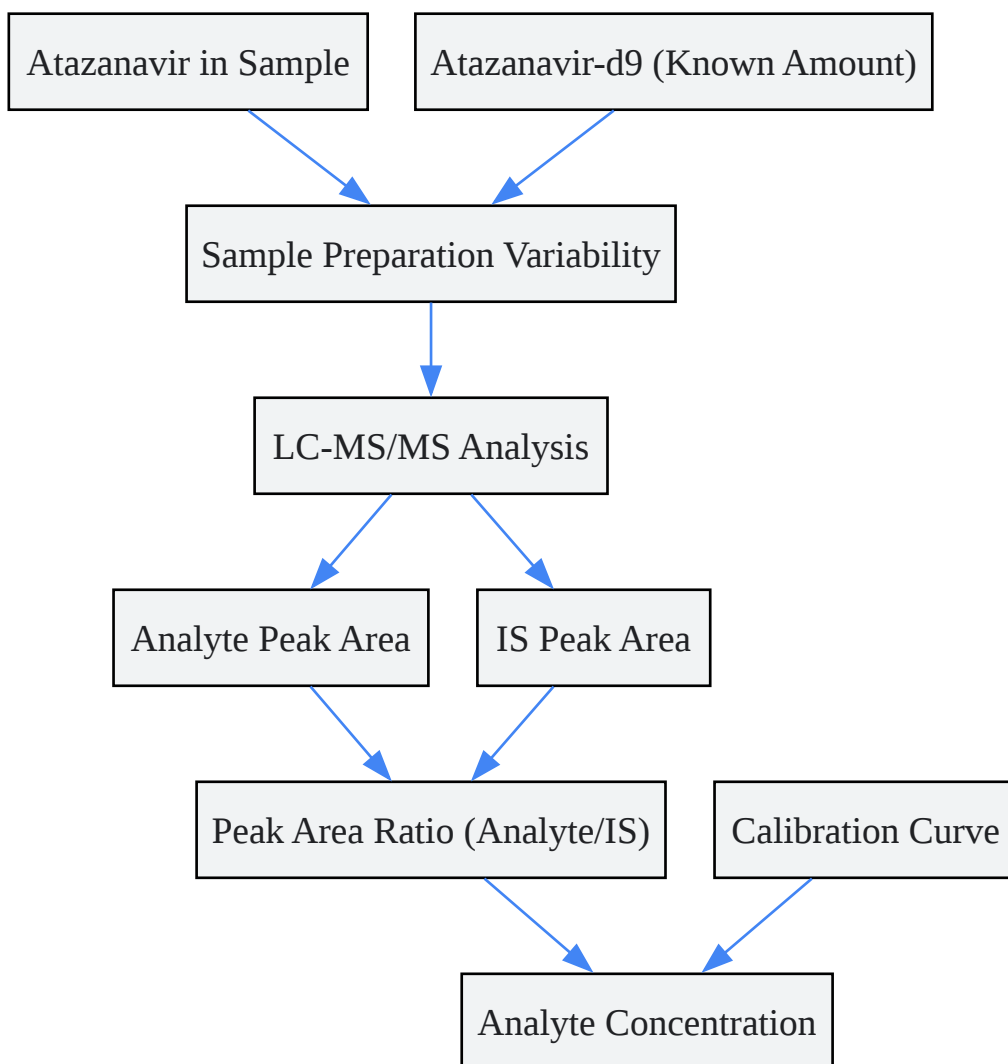 Atazanavir in Sample
Atazanavir-d9 (Known Amount)
Sample Preparation Variability
LC-MS/MS Analysis
Analyte Peak Area
IS Peak Area
Peak Area Ratio (Analyte/IS)
Calibration Curve
Analyte Concentration